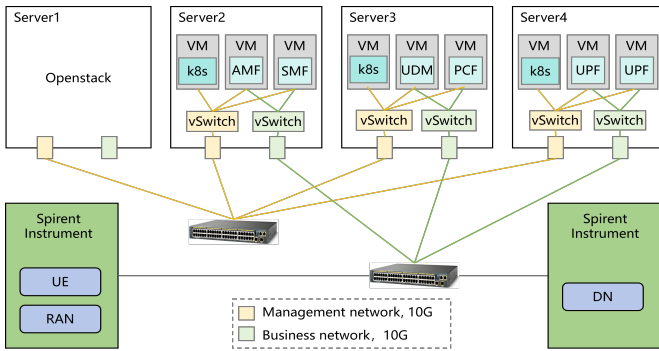 Server1
Openstack
Server2
VM
VM
VM
k8s
AMF
SMF
vSwitch
vSwitch
Server3
VM
VM
VM
k8s
UDM
PCF
vSwitch
vSwitch
Server4
VM
VM
VM
k8s
UPF
UPF
vSwitch
vSwitch
Spirent
Instrument
UE
RAN
Spirent
Instrument
DN
Management network, 10G
Business network, 10G